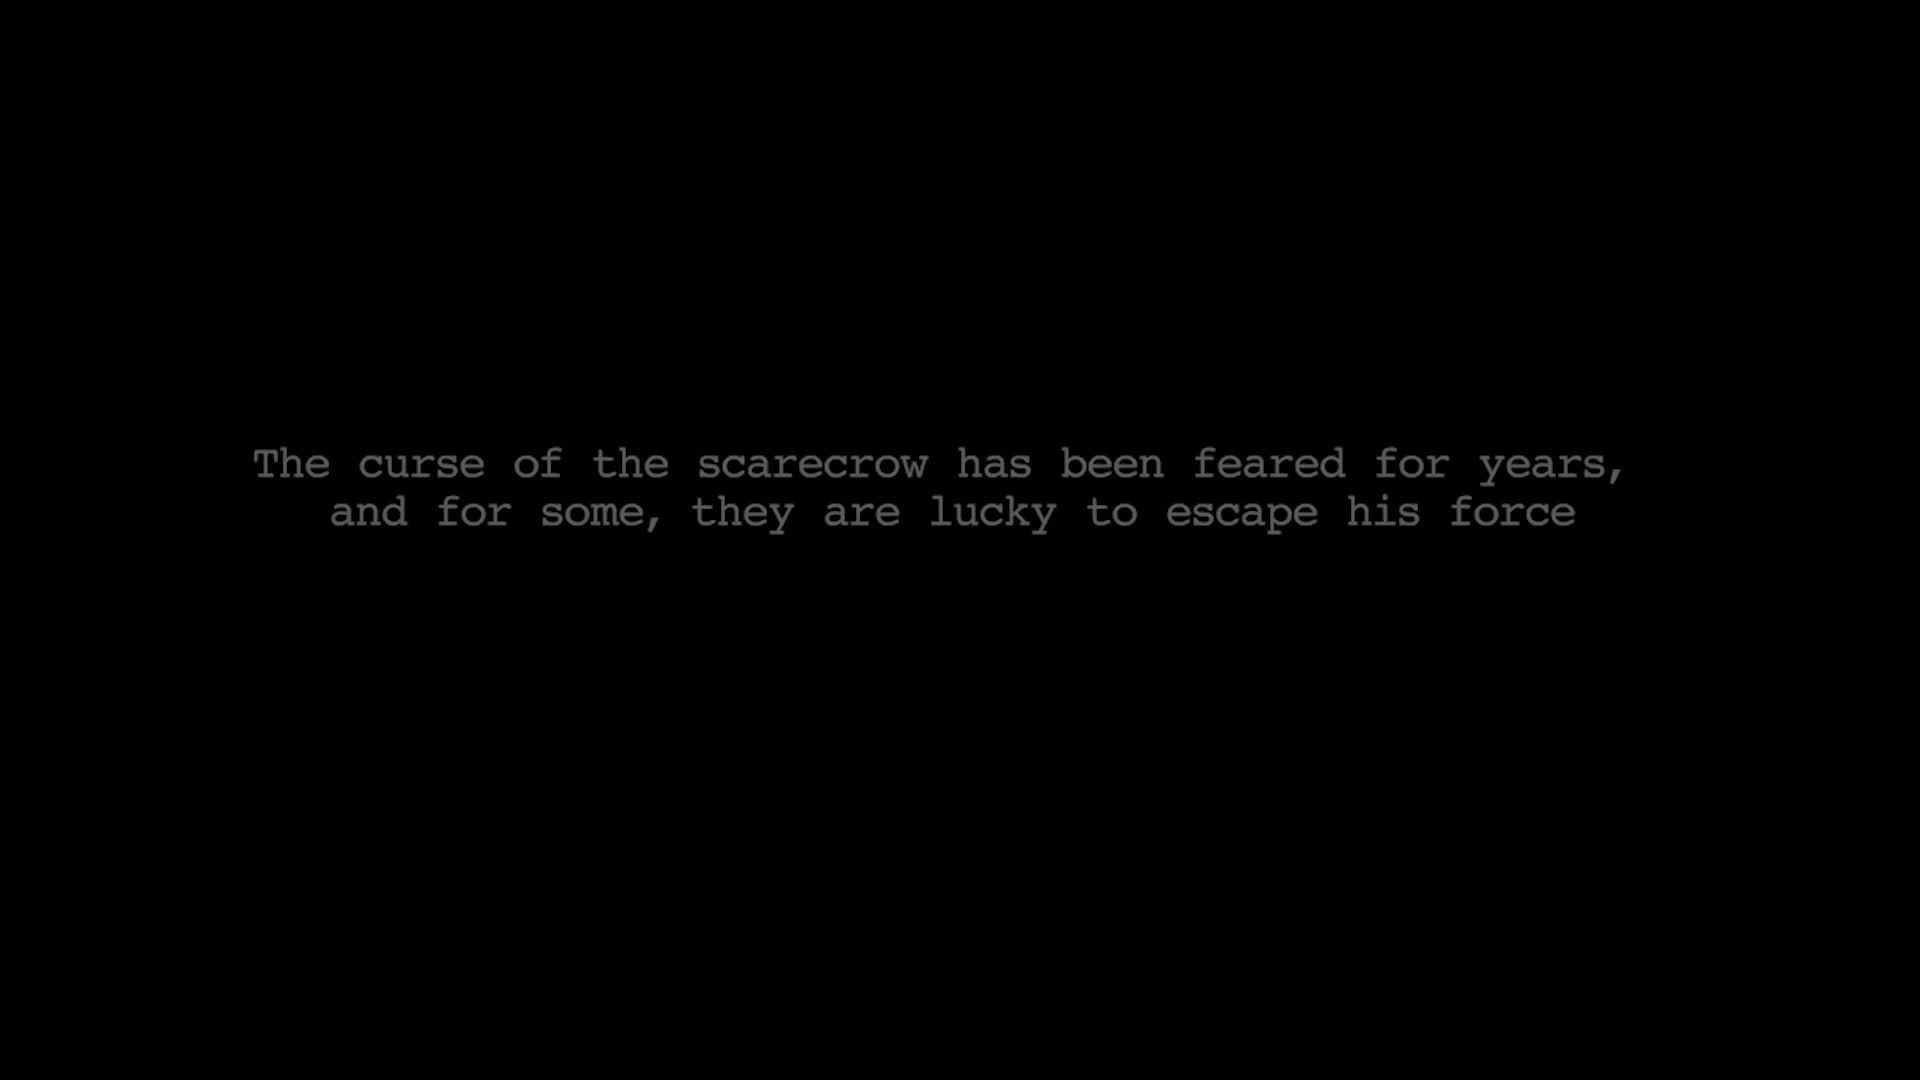 The curse of the scarecrow has been feared for years,
and for some, they are lucky to escape his force